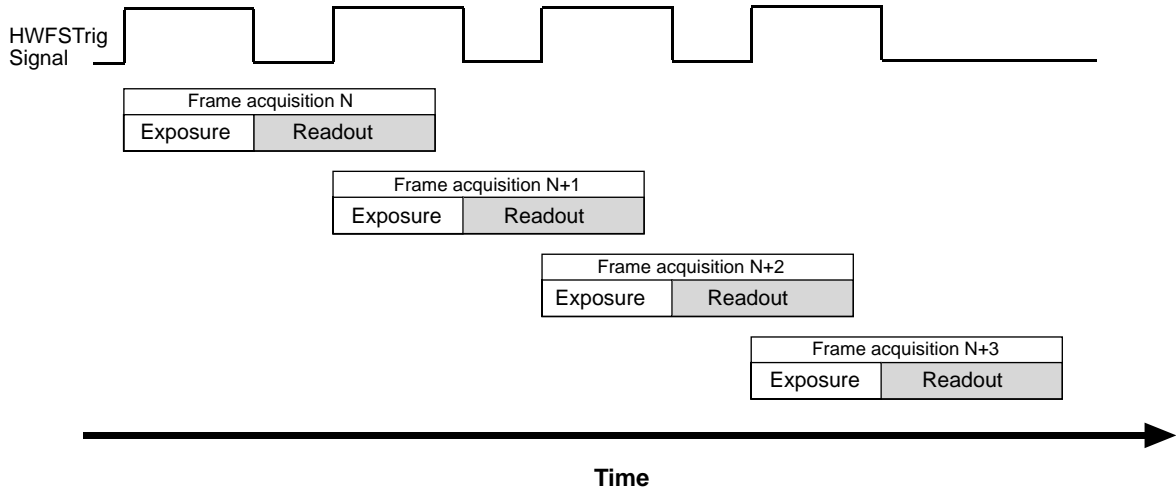 HWFSTrig
Signal
Frame acquisition N
Exposure Readout
Frame acquisition N+1
Exposure Readout
Frame acquisition N+2
Exposure Readout
Frame acquisition N+3
Exposure Readout
Time